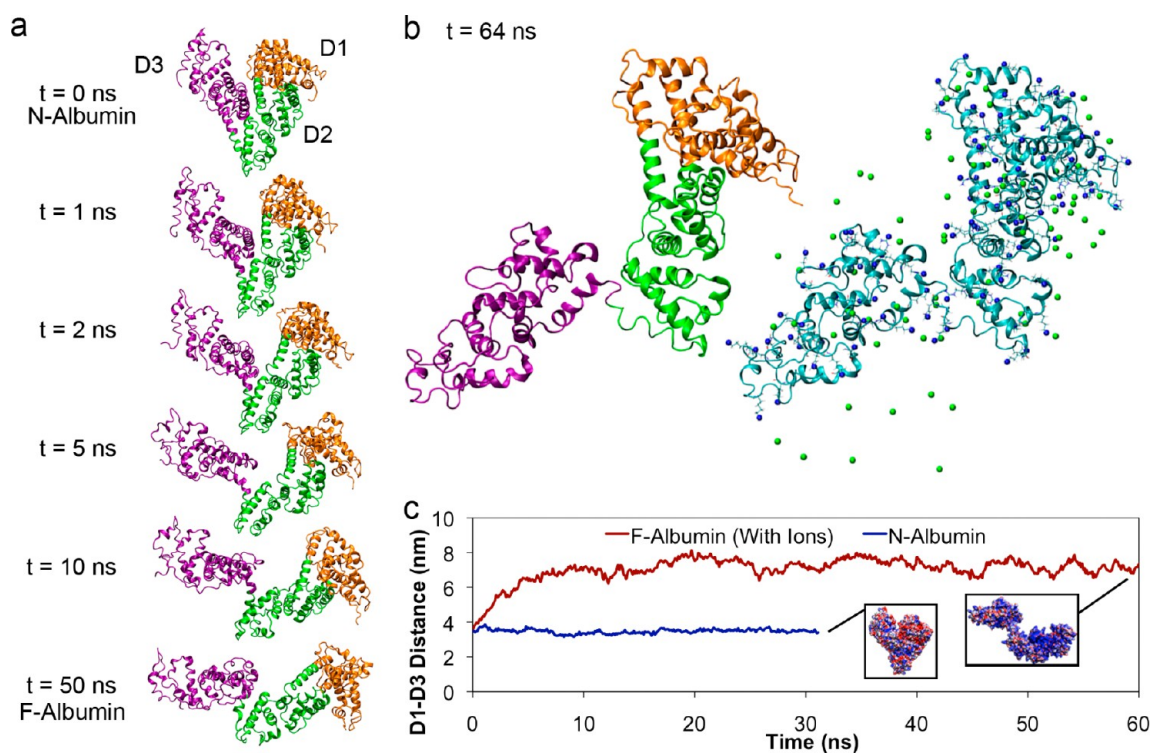 a
D3
D1
t = 0 ns
N-Albumin
D2
t = 1 ns
t = 2 ns
t = 5 ns
t = 10 ns
t = 50 ns
F-Albumin
b
t = 64 ns
c
D1-D3 Distance (nm)
10
8
6
4
2
0
F-Albumin (With Ions)
N-Albumin
0
10
20
30
40
50
60
Time (ns)